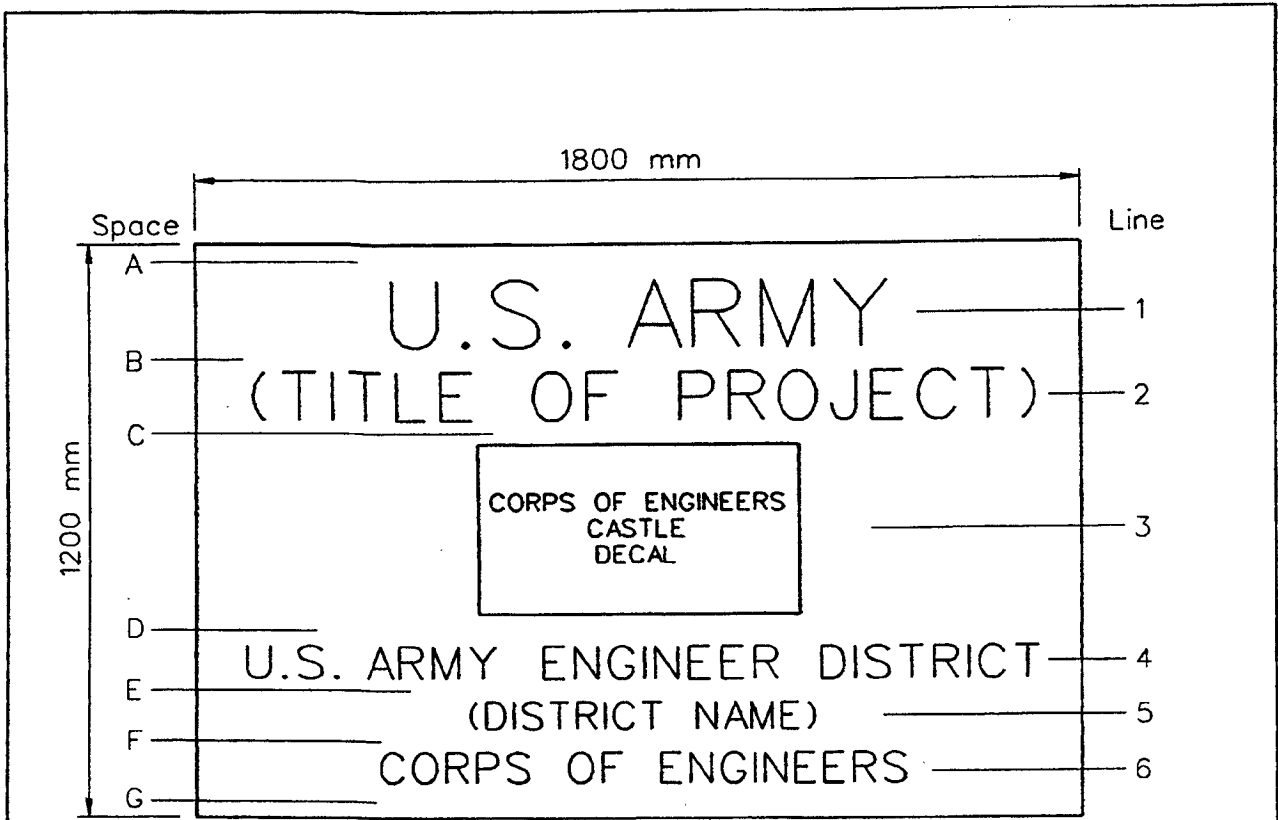 1800 mm
Space
Line
A
U.S. ARMY
1
B
(TITLE OF PROJECT)
2
C
1200 mm
CORPS OF ENGINEERS
CASTLE
DECAL
3
D
U.S. ARMY ENGINEER DISTRICT
4
E
(DISTRICT NAME)
5
F
CORPS OF ENGINEERS
6
G